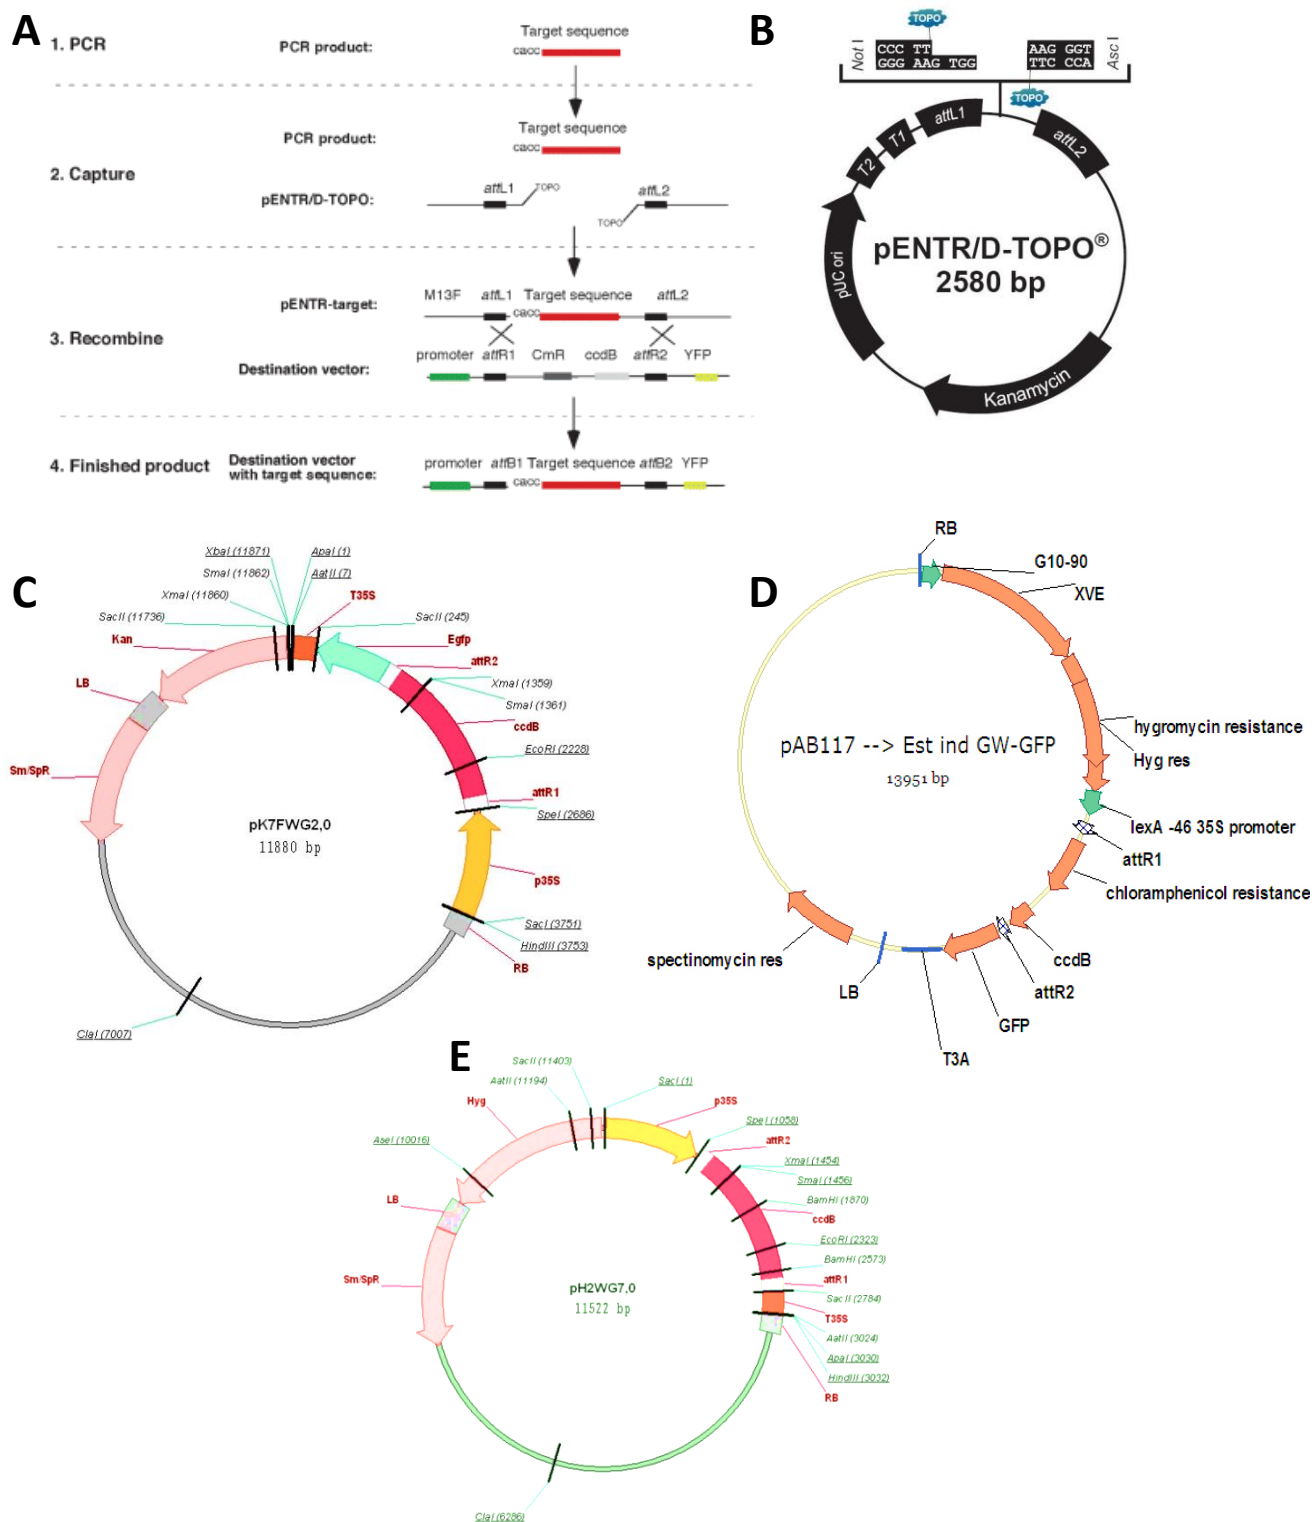 A
1. PCR
PCR product:
Target sequence
cacc
PCR product:
Target sequence
cacc
2. Capture
pENTR/D-TOPO:
attL1
TOPO
TOPO
attL2
pENTR-target:
M13F attL1 Target sequence attL2
cacc
3. Recombine
Destination vector:
promoter attR1 CmR ccdB attR2 YFP
4. Finished product
Destination vector
with target sequence:
promoter attB1 Target sequence attB2 YFP
cacc
B
TOPO
Not I
CCC TT
GGG AAG TGG
AAG GGT
TTC CCA
Asc I
TOPO
T2
T1
attL1
attL2
pUC ori
Kanamycin
pENTR/D-TOPO®
2580 bp
C
XbaI (11871)
SmaI (11862)
XmaI (11860)
SacII (11736)
Kan
LB
Sm/SpR
ApaI (1)
AatII (7)
T35S
SacII (245)
Egfp
attR2
XmaI (1359)
SmaI (1361)
ccdB
EcoRI (2228)
attR1
SpeI (2686)
p35S
SacI (3751)
HindIII (3753)
RB
ClaI (7007)
pK7FWG2,0
11880 bp
D
RB
G10-90
XVE
hygromycin resistance
Hyg res
lexA -46 35S promoter
attR1
chloramphenicol resistance
ccdB
attR2
GFP
T3A
LB
spectinomycin res
pAB117 --> Est ind GW-GFP
13951 bp
E
SacII (11403)
AatII (11194)
Hyg
AseI (10016)
LB
Sm/SpR
SacI (1)
p35S
SpeI (1058)
attR2
XmaI (1454)
SmaI (1456)
BamHI (1870)
ccdB
EcoRI (2323)
BamHI (2573)
attR1
SacII (2784)
T35S
AatII (3024)
ApaI (3030)
HindIII (3032)
RB
ClaI (6286)
pH2WG7,0
11522 bp